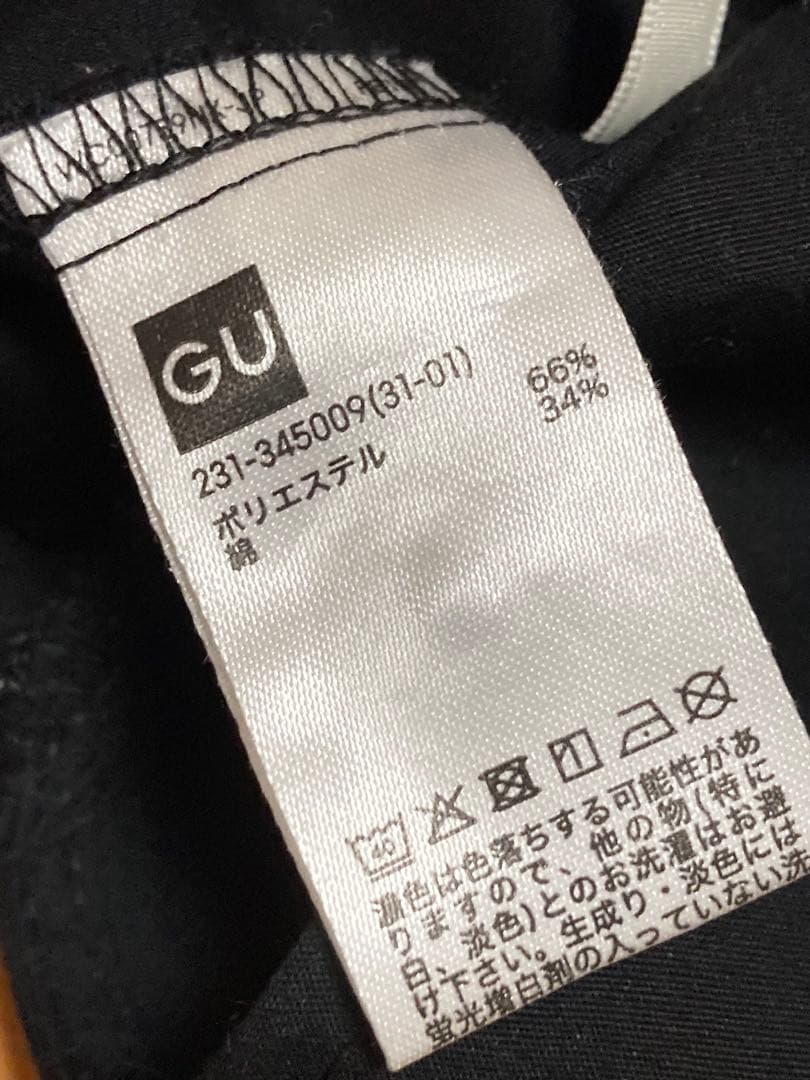 GU
231-345009(31-01)
ポリエステル 66%
綿 34%
40
濃色は色落ちする可能性があ
りますので、他の物(特に
白、淡色)とのお洗濯はお避
け下さい。生成り・淡色には
蛍光増白剤の入っていない洗